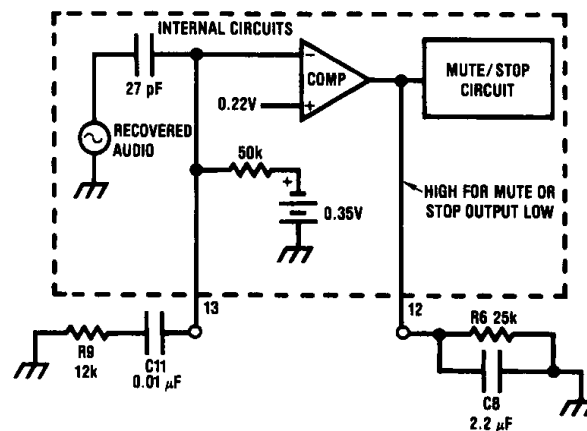 INTERNAL CIRCUITS
27 pF
−
COMP
+
0.22V
MUTE/STOP
CIRCUIT
RECOVERED
AUDIO
50k
+
0.35V
HIGH FOR MUTE OR
STOP OUTPUT LOW
13
12
R9
12k
C11
0.01 μF
R6 25k
C8
2.2 μF